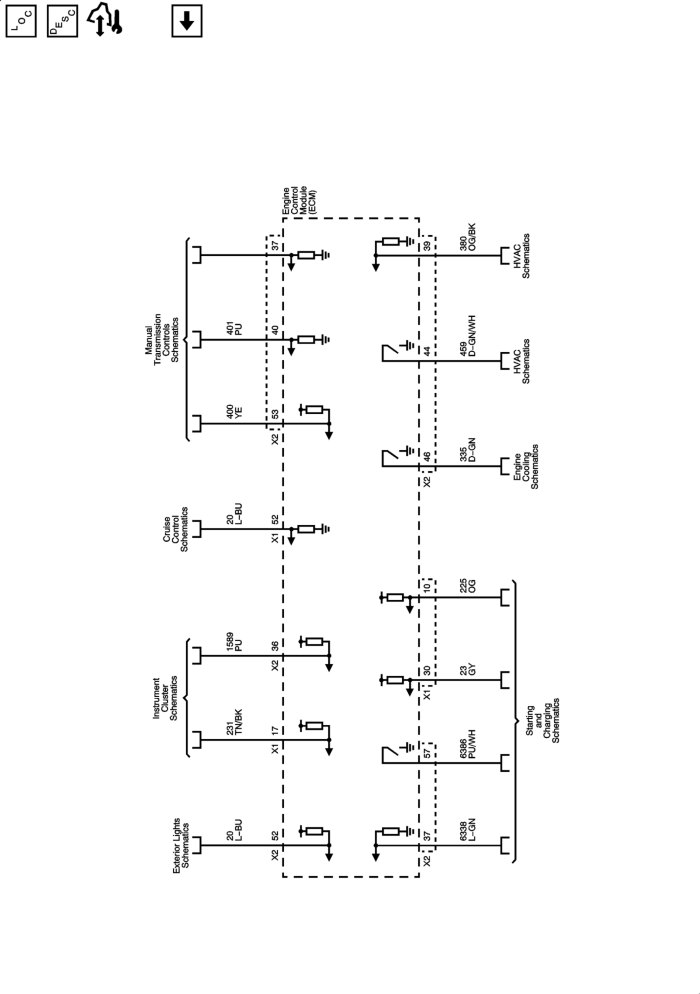 LOC
DESC
Exterior Lights
Schematics
Instrument
Cluster
Schematics
Cruise
Control
Schematics
Manual
Transmission
Controls
Schematics
20
L–BU
231
TN/BK
1589
PU
20
L–BU
400
YE
401
PU
X2 52
X1 17
X2 36
X1 52
X2 53
40
37
Engine
Control
Module
(ECM)
X2 37
57
X1 30
10
X2 46
44
39
6338
L–GN
6386
PU/WH
23
GY
225
OG
335
D–GN
459
D–GN/WH
380
OG/BK
Starting
and
Charging
Schematics
Engine
Cooling
Schematics
HVAC
Schematics
HVAC
Schematics